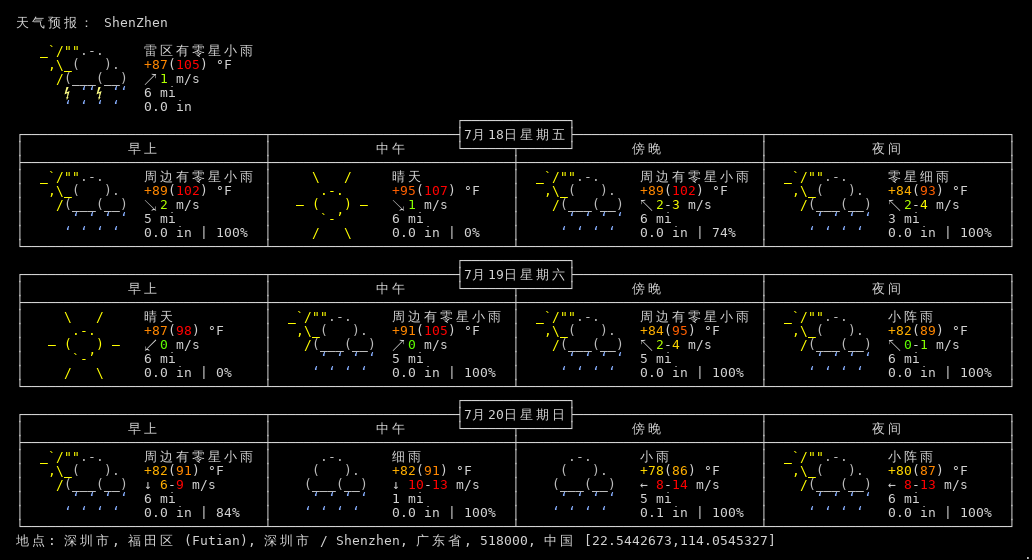 天气预报： ShenZhen
雷区有零星小雨
+87(105) °F
↗1 m/s
6 mi
0.0 in
7月18日星期五
早上 中午 傍晚 夜间
周边有零星小雨 晴天 周边有零星小雨 零星细雨
+89(102) °F +95(107) °F +89(102) °F +84(93) °F
↘2 m/s ↘1 m/s ↖2-3 m/s ↖2-4 m/s
5 mi 6 mi 6 mi 3 mi
0.0 in | 100% 0.0 in | 0% 0.0 in | 74% 0.0 in | 100%
7月19日星期六
早上 中午 傍晚 夜间
晴天 周边有零星小雨 周边有零星小雨 小阵雨
+87(98) °F +91(105) °F +84(95) °F +82(89) °F
↙0 m/s ↗0 m/s ↖2-4 m/s ↖0-1 m/s
6 mi 5 mi 5 mi 6 mi
0.0 in | 0% 0.0 in | 100% 0.0 in | 100% 0.0 in | 100%
7月20日星期日
早上 中午 傍晚 夜间
周边有零星小雨 细雨 小雨 小阵雨
+82(91) °F +82(91) °F +78(86) °F +80(87) °F
↓ 6-9 m/s ↓ 10-13 m/s ← 8-14 m/s ← 8-13 m/s
6 mi 1 mi 5 mi 6 mi
0.0 in | 84% 0.0 in | 100% 0.1 in | 100% 0.0 in | 100%
地点: 深圳市, 福田区 (Futian), 深圳市 / Shenzhen, 广东省, 518000, 中国 [22.5442673,114.0545327]